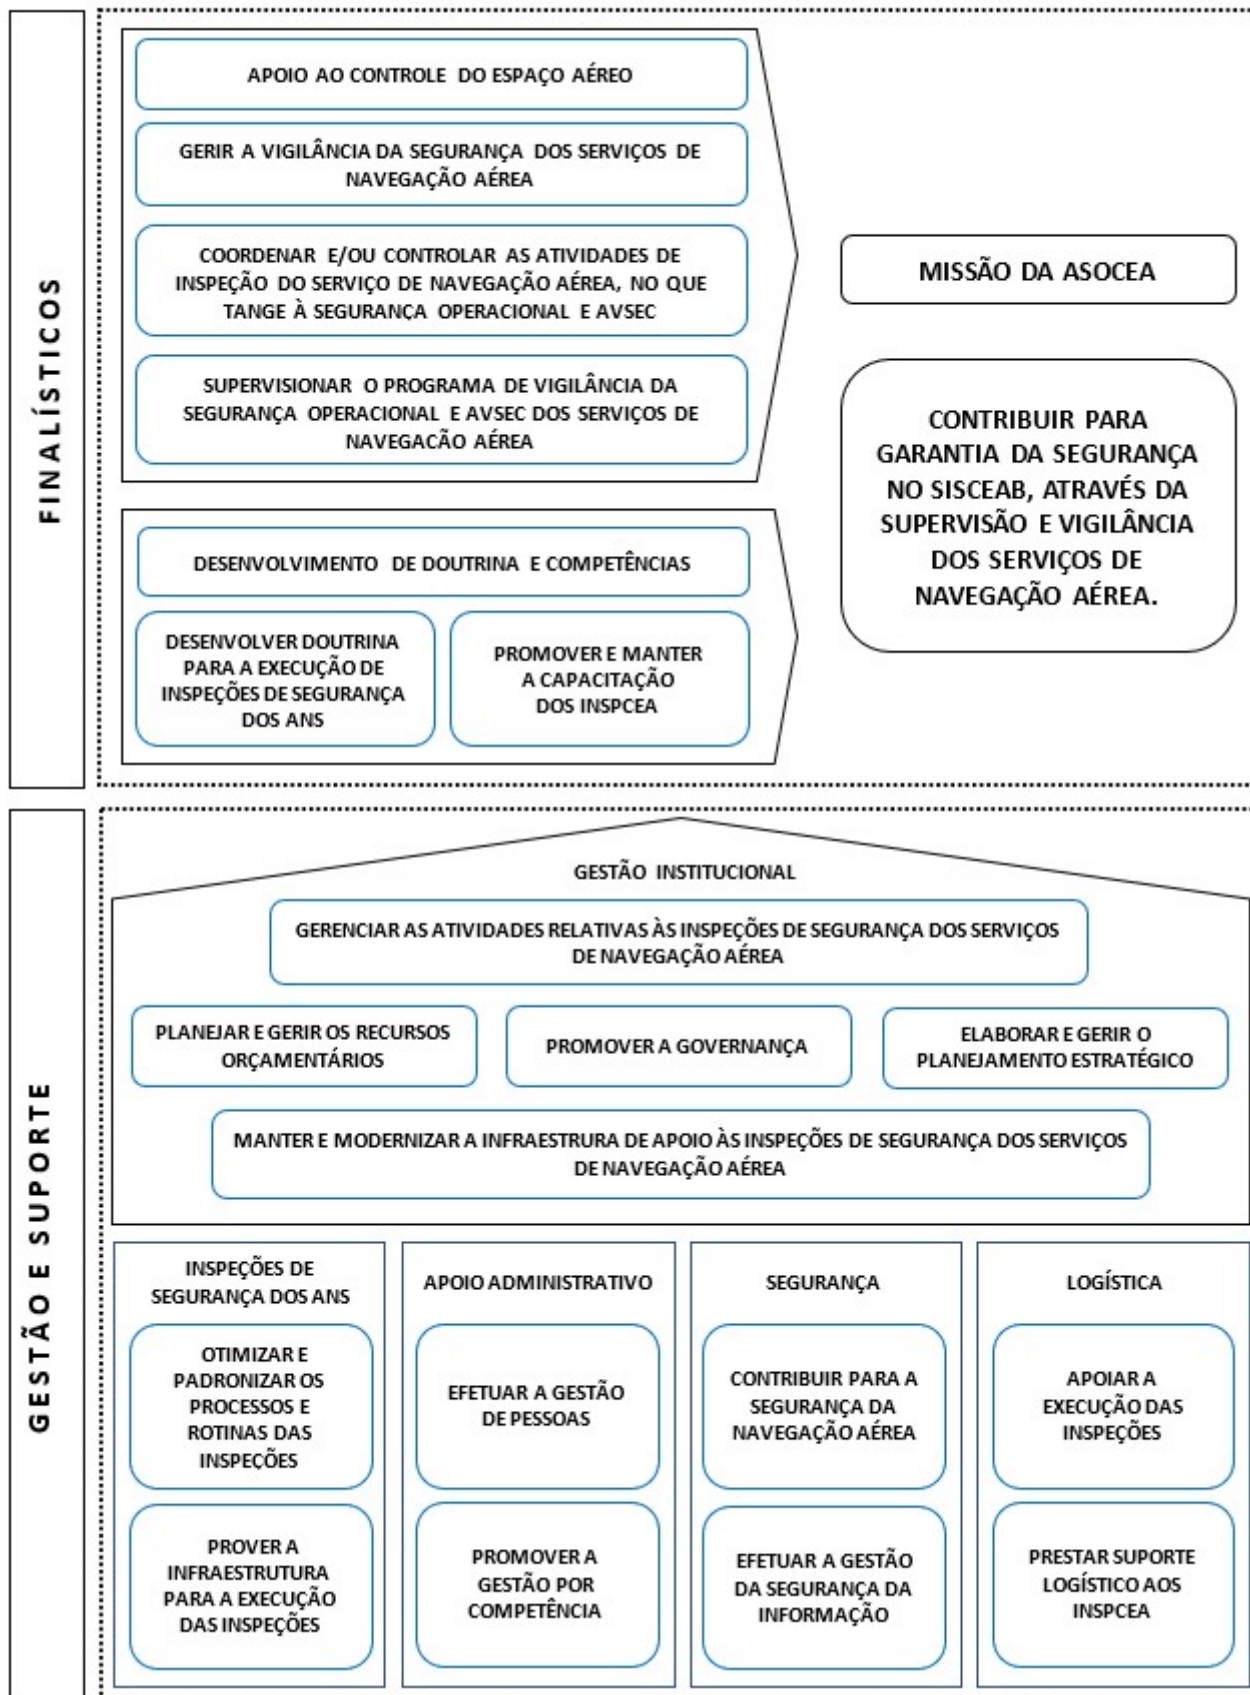 FINALÍSTICOS
APOIO AO CONTROLE DO ESPAÇO AÉREO
GERIR A VIGILÂNCIA DA SEGURANÇA DOS SERVIÇOS DE
NAVEGAÇÃO AÉREA
COORDENAR E/OU CONTROLAR AS ATIVIDADES DE
INSPEÇÃO DO SERVIÇO DE NAVEGAÇÃO AÉREA, NO QUE
TANGE À SEGURANÇA OPERACIONAL E AVSEC
SUPERVISIONAR O PROGRAMA DE VIGILÂNCIA DA
SEGURANÇA OPERACIONAL E AVSEC DOS SERVIÇOS DE
NAVEGACÃO AÉREA
DESENVOLVIMENTO DE DOUTRINA E COMPETÊNCIAS
DESENVOLVER DOUTRINA
PARA A EXECUÇÃO DE
INSPEÇÕES DE SEGURANÇA
DOS ANS
PROMOVER E MANTER
A CAPACITAÇÃO
DOS INSPCEA
MISSÃO DA ASOCEA
CONTRIBUIR PARA
GARANTIA DA SEGURANÇA
NO SISCEAB, ATRAVÉS DA
SUPERVISÃO E VIGILÂNCIA
DOS SERVIÇOS DE
NAVEGAÇÃO AÉREA.
GESTÃO E SUPORTE
GESTÃO INSTITUCIONAL
GERENCIAR AS ATIVIDADES RELATIVAS ÀS INSPEÇÕES DE SEGURANÇA DOS SERVIÇOS
DE NAVEGAÇÃO AÉREA
PLANEJAR E GERIR OS RECURSOS
ORÇAMENTÁRIOS
PROMOVER A GOVERNANÇA
ELABORAR E GERIR O
PLANEJAMENTO ESTRATÉGICO
MANTER E MODERNIZAR A INFRAESTRURA DE APOIO ÀS INSPEÇÕES DE SEGURANÇA DOS SERVIÇOS
DE NAVEGAÇÃO AÉREA
INSPEÇÕES DE
SEGURANÇA DOS ANS
OTIMIZAR E
PADRONIZAR OS
PROCESSOS E
ROTINAS DAS
INSPEÇÕES
PROVER A
INFRAESTRUTURA
PARA A EXECUÇÃO
DAS INSPEÇÕES
APOIO ADMINISTRATIVO
EFETUAR A GESTÃO
DE PESSOAS
PROMOVER A
GESTÃO POR
COMPETÊNCIA
SEGURANÇA
CONTRIBUIR PARA A
SEGURANÇA DA
NAVEGAÇÃO AÉREA
EFETUAR A GESTÃO
DA SEGURANÇA DA
INFORMAÇÃO
LOGÍSTICA
APOIAR A
EXECUÇÃO DAS
INSPEÇÕES
PRESTAR SUPORTE
LOGÍSTICO AOS
INSPCEA